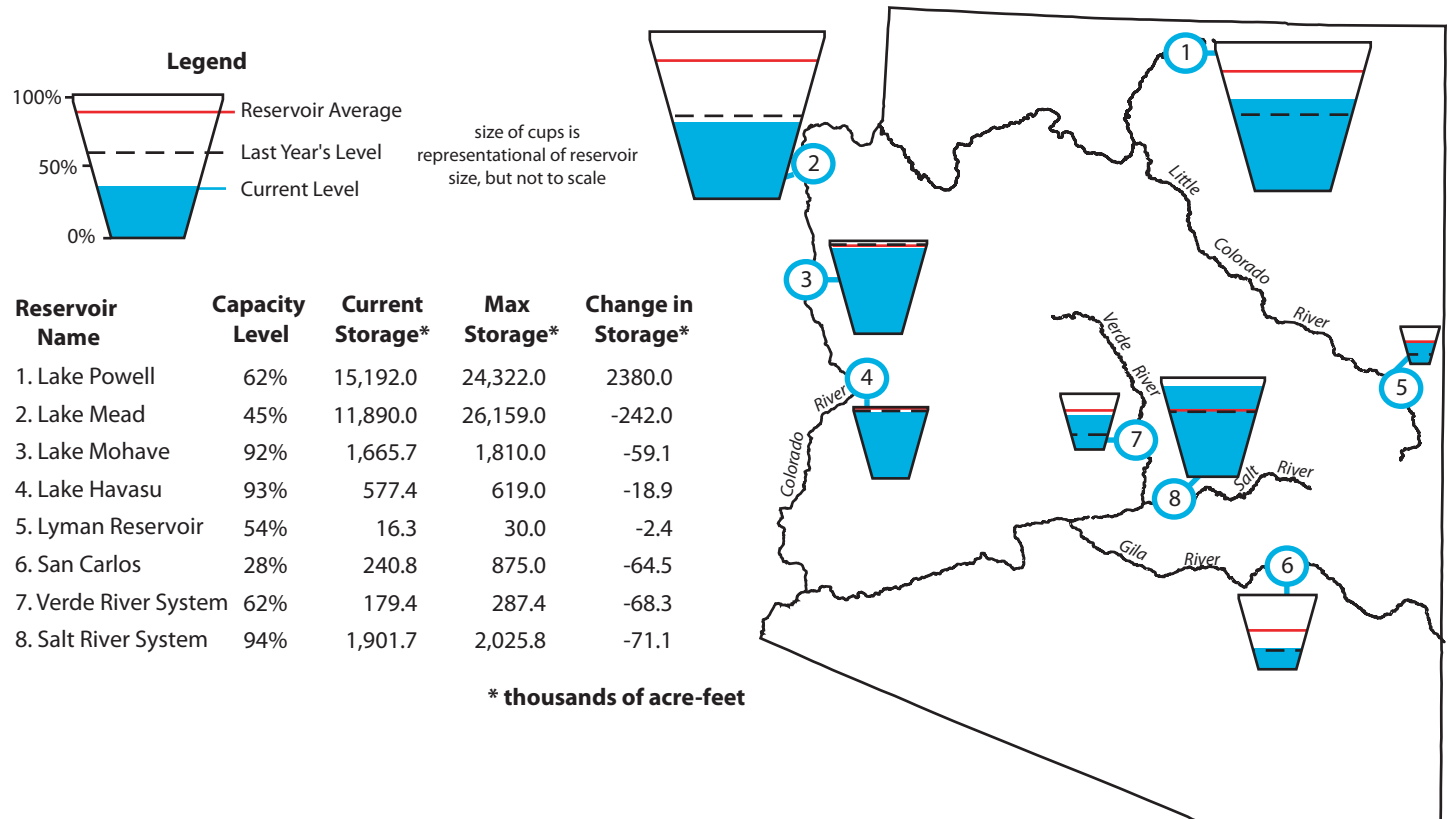 Legend
100%
50%
0%
Reservoir Average
Last Year's Level
Current Level
size of cups is
representational of reservoir
size, but not to scale
Reservoir Name Capacity Level Current Storage* Max Storage* Change in Storage*
1. Lake Powell 62% 15,192.0 24,322.0 2380.0
2. Lake Mead 45% 11,890.0 26,159.0 -242.0
3. Lake Mohave 92% 1,665.7 1,810.0 -59.1
4. Lake Havasu 93% 577.4 619.0 -18.9
5. Lyman Reservoir 54% 16.3 30.0 -2.4
6. San Carlos 28% 240.8 875.0 -64.5
7. Verde River System 62% 179.4 287.4 -68.3
8. Salt River System 94% 1,901.7 2,025.8 -71.1
* thousands of acre-feet
1
2
3
4
5
6
7
8
Little Colorado River
Verde River
Colorado River
Salt River
Gila River